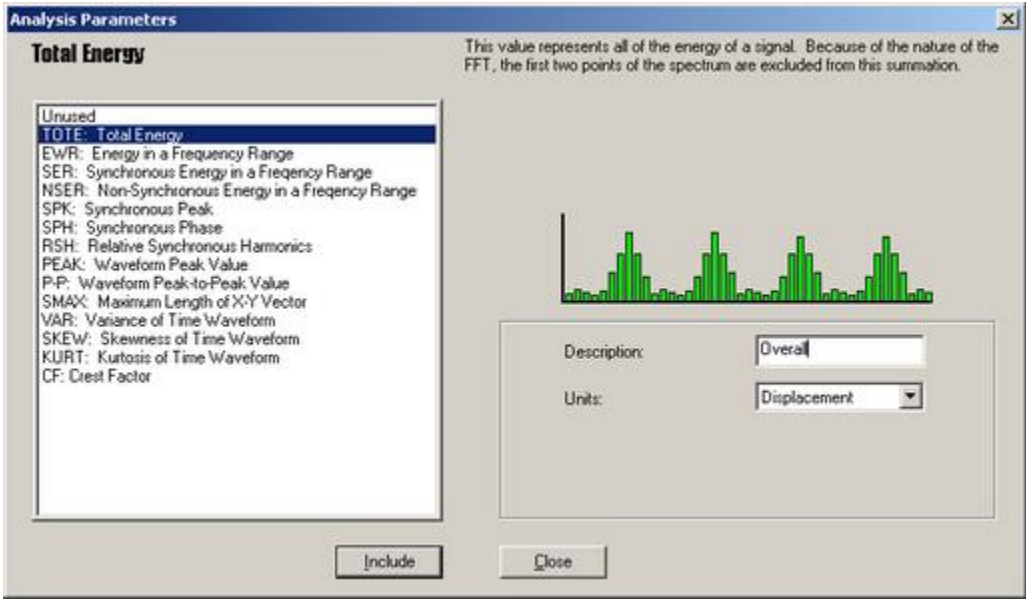 Analysis Parameters
Total Energy
This value represents all of the energy of a signal. Because of the nature of the
FFT, the first two points of the spectrum are excluded from this summation.
Unused
TOTE: Total Energy
EWR: Energy in a Frequency Range
SER: Synchronous Energy in a Freqency Range
NSER: Non-Synchronous Energy in a Freqency Range
SPK: Synchronous Peak
SPH: Synchronous Phase
RSH: Relative Synchronous Harmonics
PEAK: Waveform Peak Value
P-P: Waveform Peak-to-Peak Value
SMAX: Maximum Length of X-Y Vector
VAR: Variance of Time Waveform
SKEW: Skewness of Time Waveform
KURT: Kurtosis of Time Waveform
CF: Crest Factor
Description: Overall
Units: Displacement
Include Close